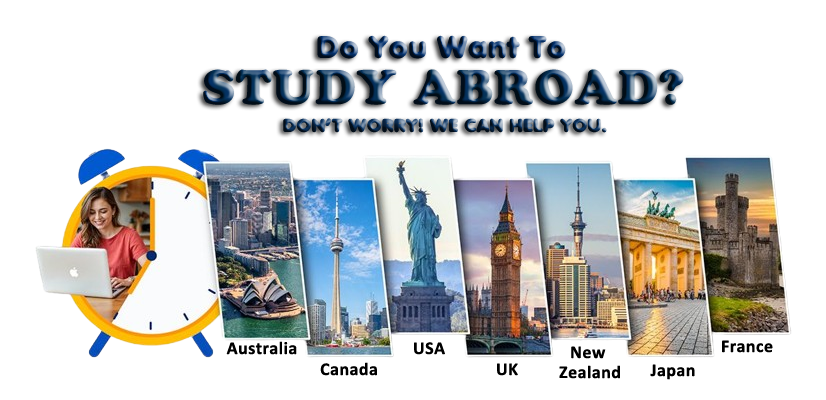 Do You Want To
STUDY ABROAD?
DON'T WORRY! WE CAN HELP YOU.
Australia
Canada
USA
UK
New
Zealand
Japan
France